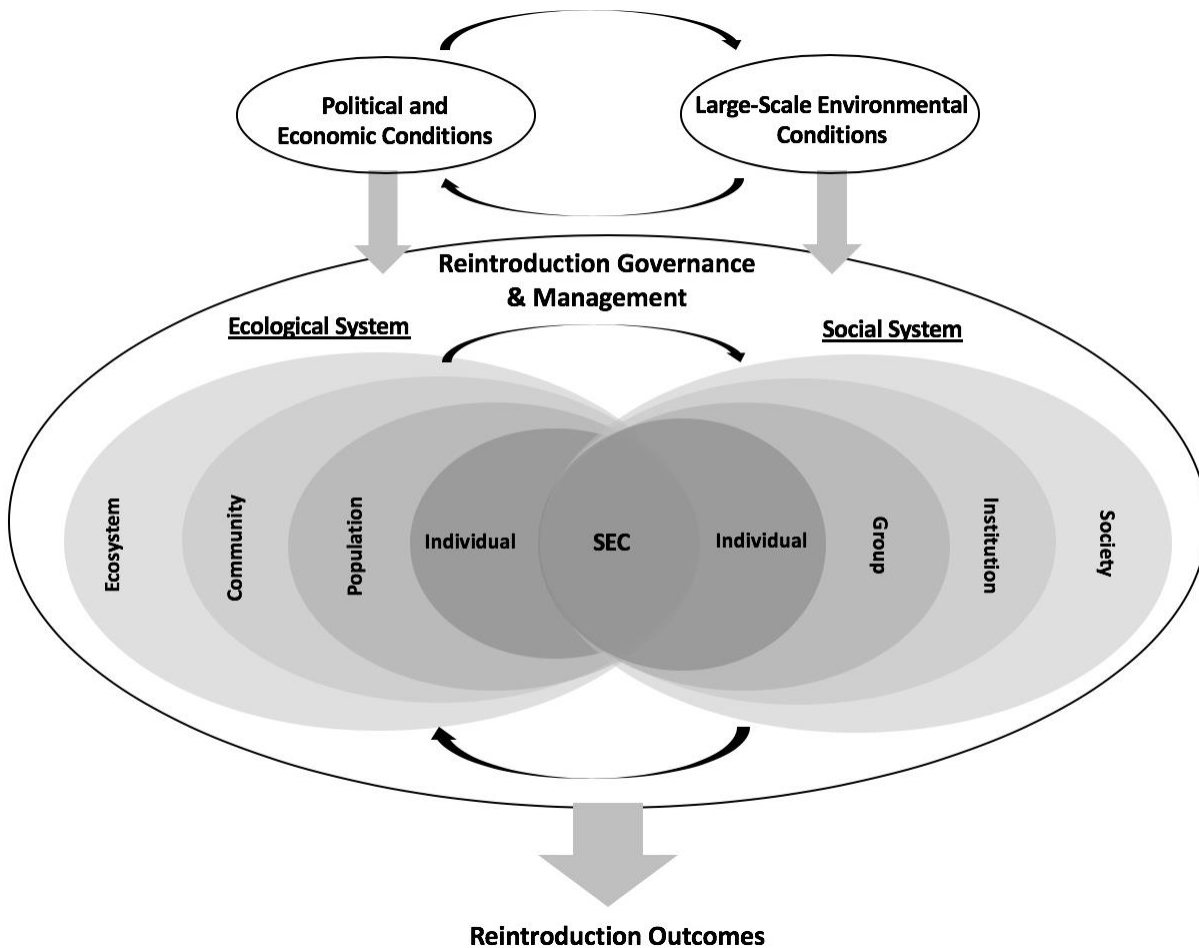 Political and
Economic Conditions
Large-Scale Environmental
Conditions
Reintroduction Governance
& Management
Ecological System
Social System
Ecosystem
Community
Population
Individual
SEC
Individual
Group
Institution
Society
Reintroduction Outcomes